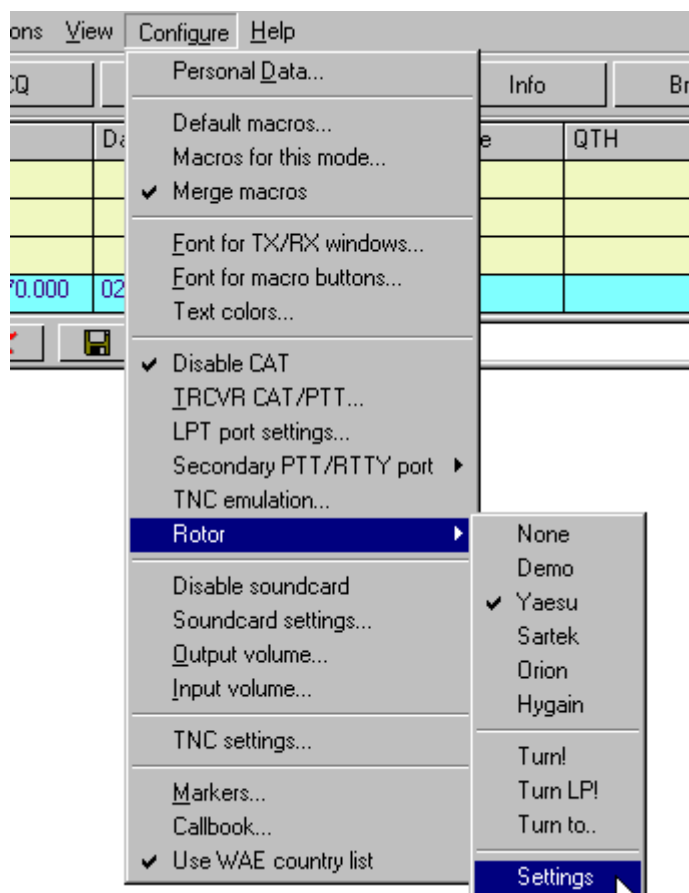 ons View Configure Help
CQ Info Br
Da e QTH
70.000 02
Personal Data...
Default macros...
Macros for this mode...
Merge macros
Font for TX/RX windows...
Font for macro buttons...
Text colors...
Disable CAT
TRCVR CAT/PTT...
LPT port settings...
Secondary PTT/RTTY port
TNC emulation...
Rotor
Disable soundcard
Soundcard settings...
Output volume...
Input volume...
TNC settings...
Markers...
Callbook...
Use WAE country list
None
Demo
Yaesu
Sartek
Orion
Hygain
Turn!
Turn LP!
Turn to..
Settings